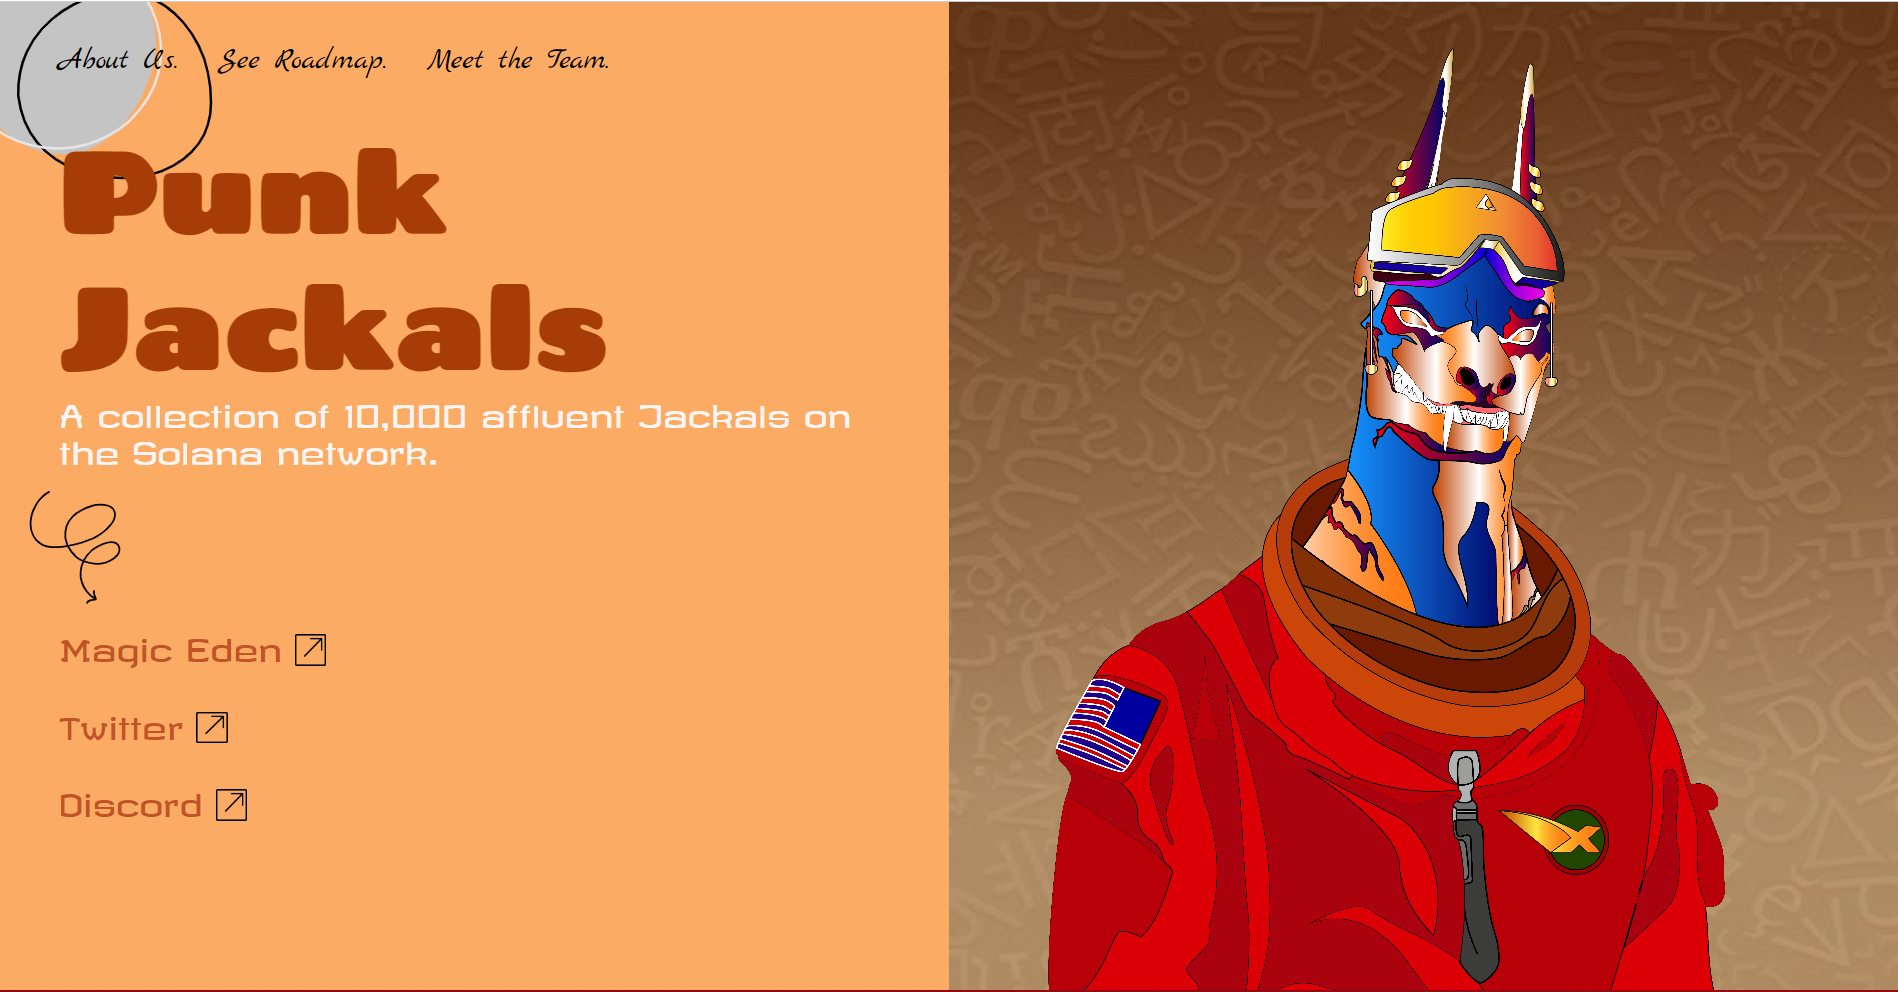 About Us. See Roadmap. Meet the Team.
Punk
Jackals
A collection of 10,000 affluent Jackals on
the Solana network.
Magic Eden
Twitter
Discord